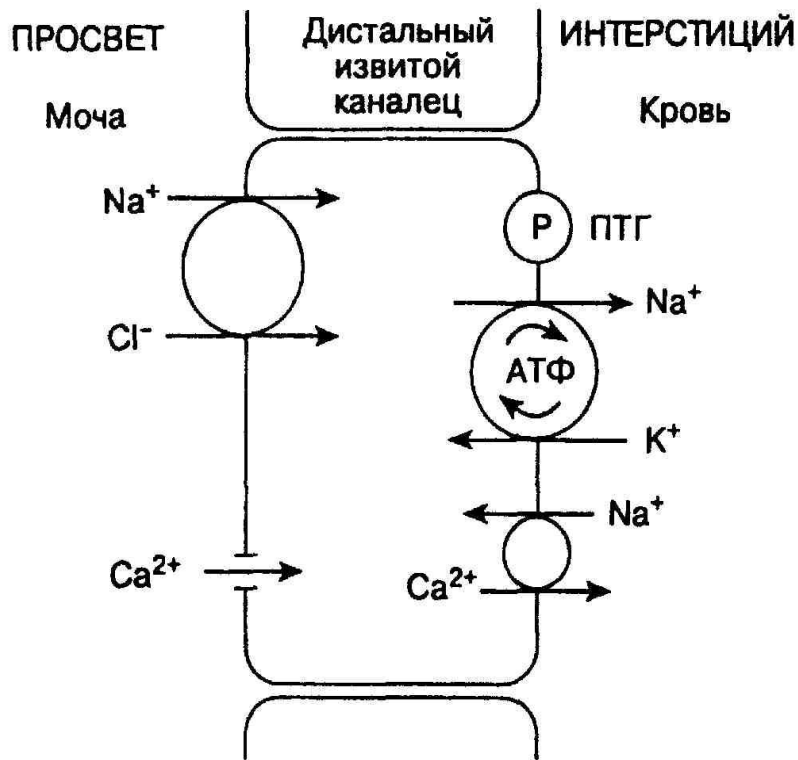 ПРОСВЕТ
Дистальный
извитой
каналец
ИНТЕРСТИЦИЙ
Моча
Кровь
Na⁺
P
ПТГ
Na⁺
Cl⁻
АТФ
K⁺
Na⁺
Ca²⁺
Ca²⁺